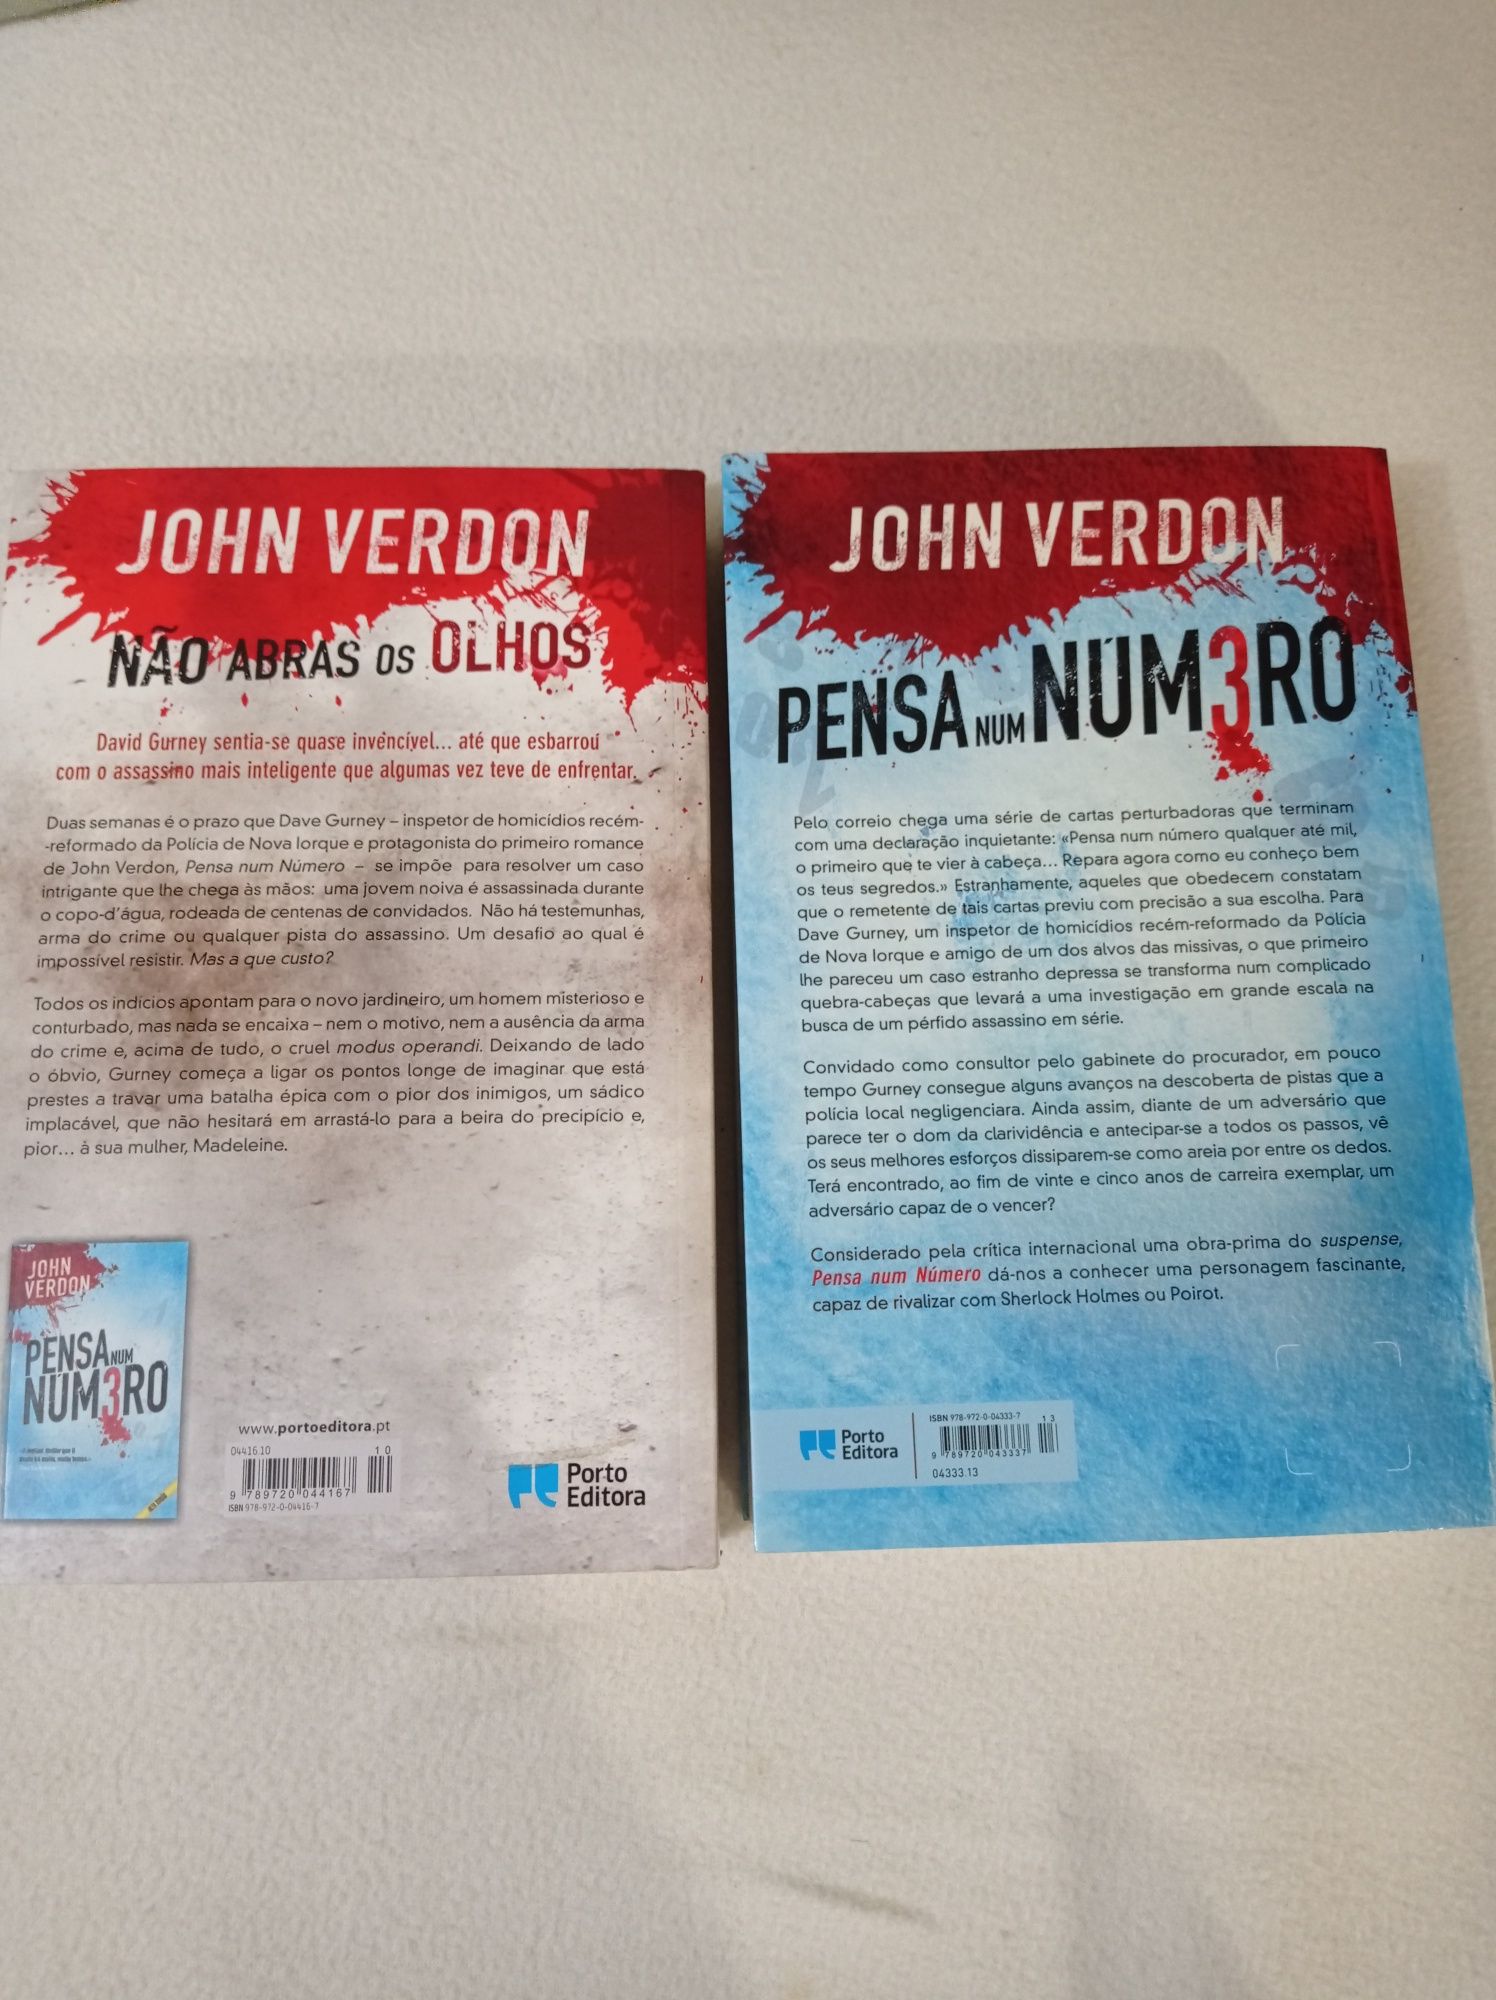 JOHN VERDON
NÃO ABRAS OS OLHOS
David Gurney sentia-se quase invencível... até que esbarrou
com o assassino mais inteligente que algumas vez teve de enfrentar.
Duas semanas é o prazo que Dave Gurney – inspetor de homicídios recém-
-reformado da Polícia de Nova Iorque e protagonista do primeiro romance
de John Verdon, Pensa num Número – se impõe para resolver um caso
intrigante que lhe chega às mãos: uma jovem noiva é assassinada durante
o copo-d'água, rodeada de centenas de convidados. Não há testemunhas,
arma do crime ou qualquer pista do assassino. Um desafio ao qual é
impossível resistir. Mas a que custo?
Todos os indícios apontam para o novo jardineiro, um homem misterioso e
conturbado, mas nada se encaixa – nem o motivo, nem a ausência da arma
do crime e, acima de tudo, o cruel modus operandi. Deixando de lado
o óbvio, Gurney começa a ligar os pontos longe de imaginar que está
prestes a travar uma batalha épica com o pior dos inimigos, um sádico
implacável, que não hesitará em arrastá-lo para a beira do precipício e,
pior... à sua mulher, Madeleine.
JOHN
VERDON
PENSA NUM
NÚM3RO
www.portoeditora.pt
04416.10
1 0
9 789720 044167
ISBN 978-972-0-04416-7
Porto
Editora
JOHN VERDON
PENSA NUM NÚM3RO
Pelo correio chega uma série de cartas perturbadoras que terminam
com uma declaração inquietante: «Pensa num número qualquer até mil,
o primeiro que te vier à cabeça... Repara agora como eu conheço bem
os teus segredos.» Estranhamente, aqueles que obedecem constatam
que o remetente de tais cartas previu com precisão a sua escolha. Para
Dave Gurney, um inspetor de homicídios recém-reformado da Polícia
de Nova Iorque e amigo de um dos alvos das missivas, o que primeiro
lhe pareceu um caso estranho depressa se transforma num complicado
quebra-cabeças que levará a uma investigação em grande escala na
busca de um pérfido assassino em série.
Convidado como consultor pelo gabinete do procurador, em pouco
tempo Gurney consegue alguns avanços na descoberta de pistas que a
polícia local negligenciara. Ainda assim, diante de um adversário que
parece ter o dom da clarividência e antecipar-se a todos os passos, vê
os seus melhores esforços dissiparem-se como areia por entre os dedos.
Terá encontrado, ao fim de vinte e cinco anos de carreira exemplar, um
adversário capaz de o vencer?
Considerado pela crítica internacional uma obra-prima do suspense,
Pensa num Número dá-nos a conhecer uma personagem fascinante,
capaz de rivalizar com Sherlock Holmes ou Poirot.
Porto
Editora
ISBN 978-972-0-04333-7
1 3
9 789720 043337
04333.13